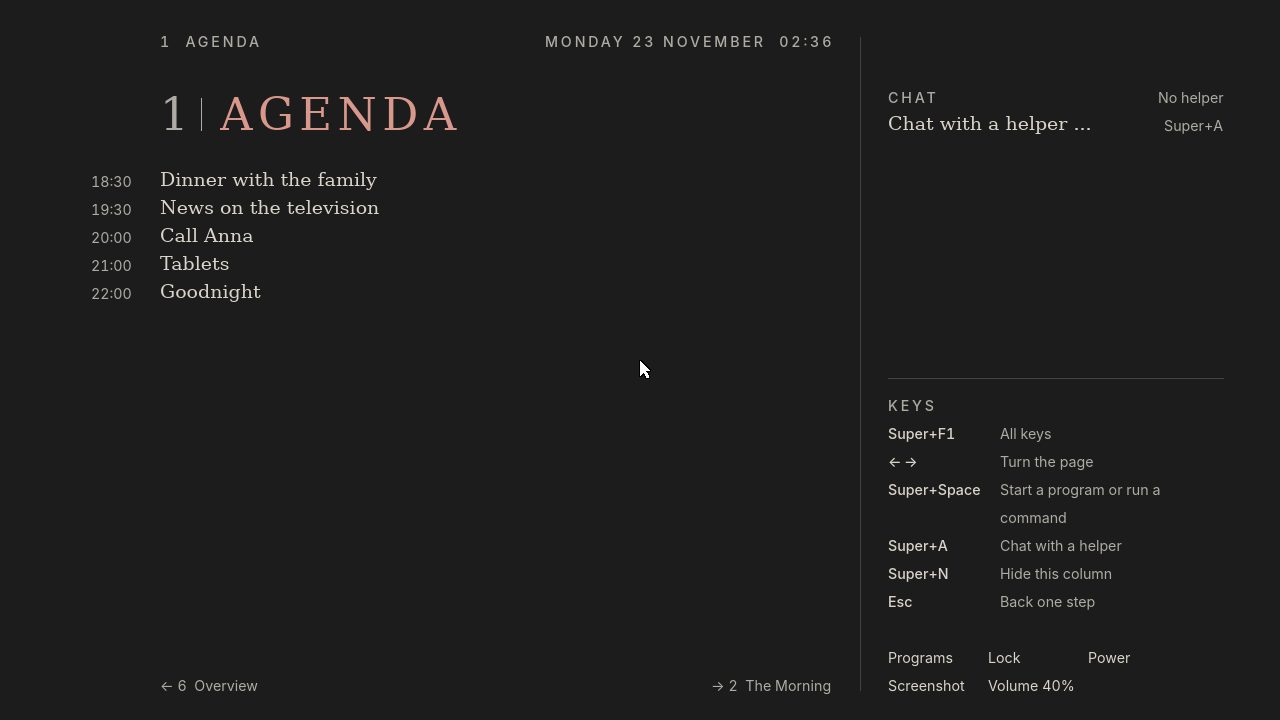 1 AGENDA
MONDAY 23 NOVEMBER 02:36
1 AGENDA
18:30 Dinner with the family
19:30 News on the television
20:00 Call Anna
21:00 Tablets
22:00 Goodnight
← 6 Overview
→ 2 The Morning
CHAT No helper
Chat with a helper ... Super+A
KEYS
Super+F1 All keys
← → Turn the page
Super+Space Start a program or run a
command
Super+A Chat with a helper
Super+N Hide this column
Esc Back one step
Programs Lock Power
Screenshot Volume 40%